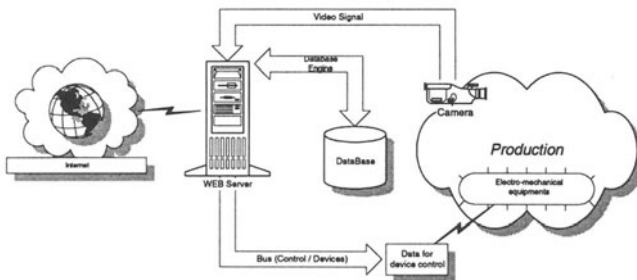 Video Signal
Database
Engine
Camera
Production
Internet
DataBase
Electro-mechanical
equipments
WEB Server
Bus (Control / Devices)
Data for
device control